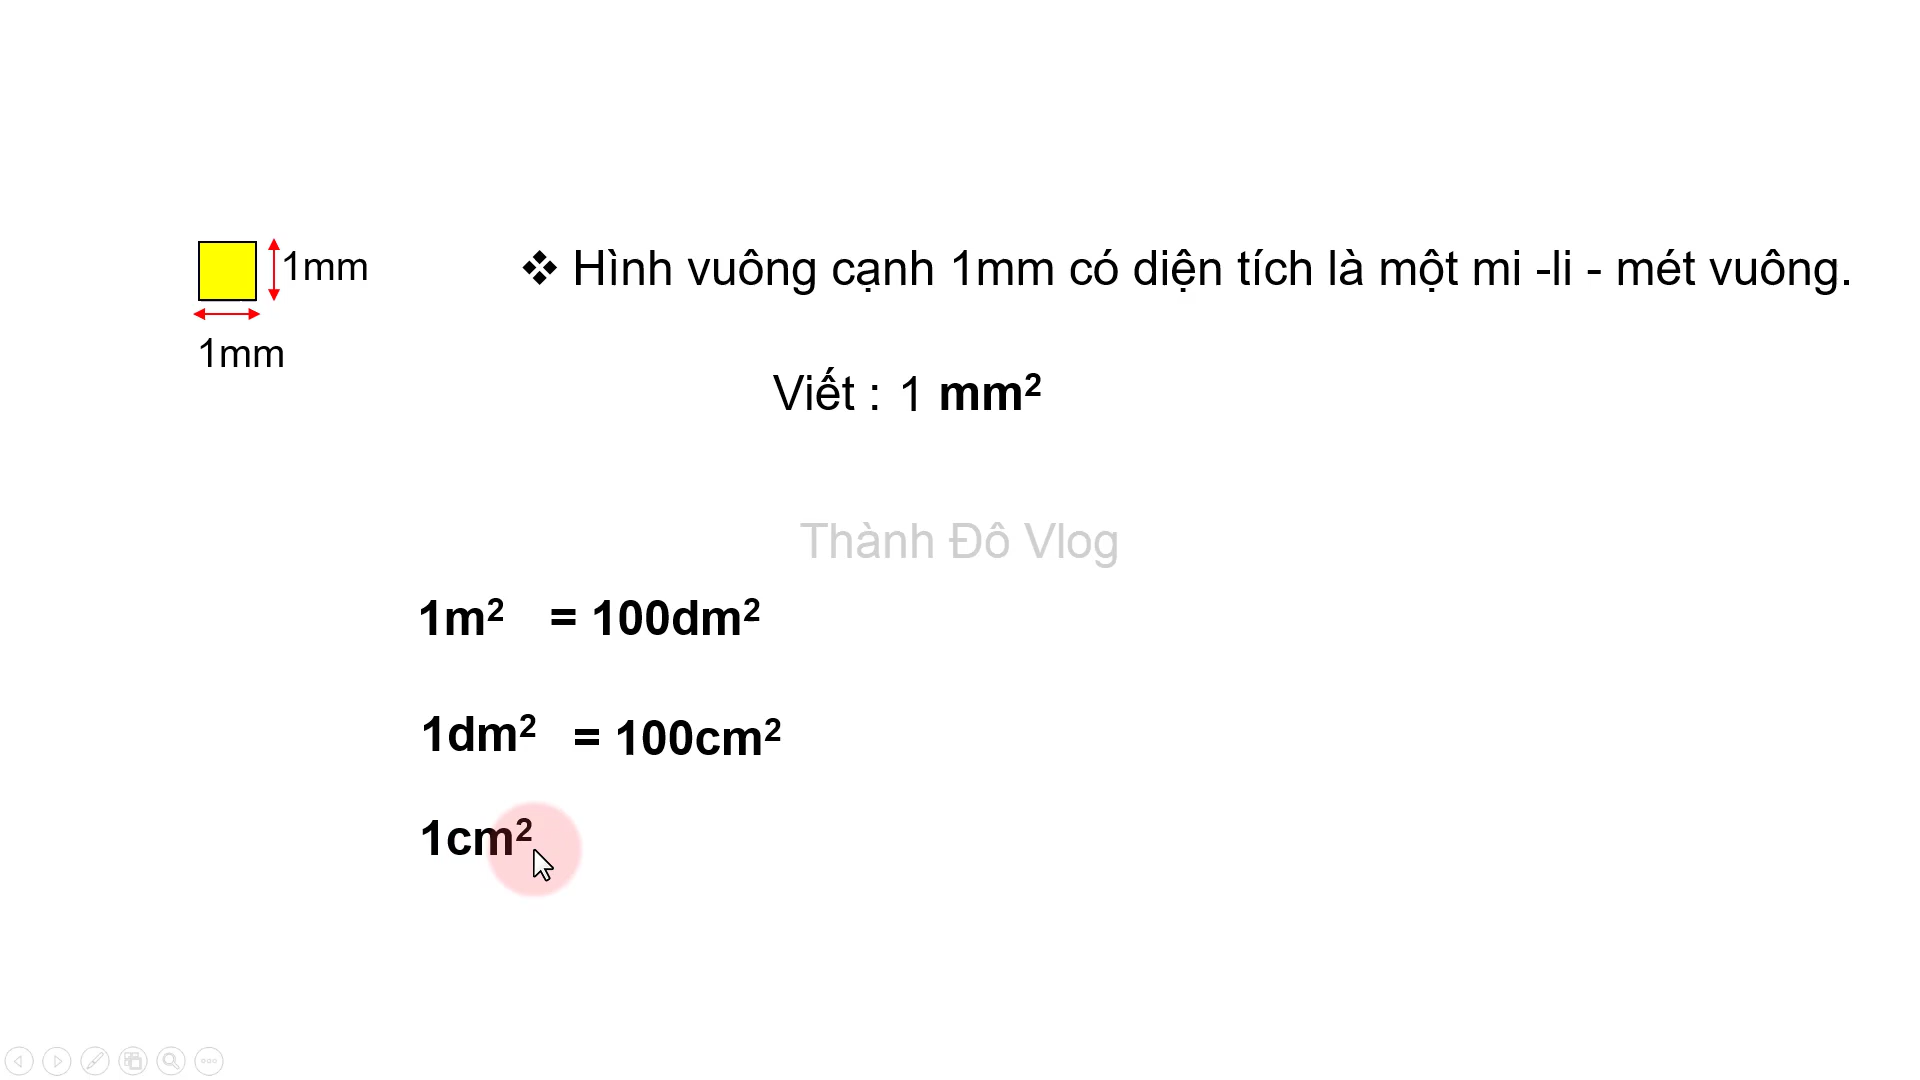 1mm
❖ Hình vuông cạnh 1mm có diện tích là một mi -li - mét vuông.
1mm
Viết : 1 mm²
Thành Đô Vlog
1m² = 100dm²
1dm² = 100cm²
1cm²